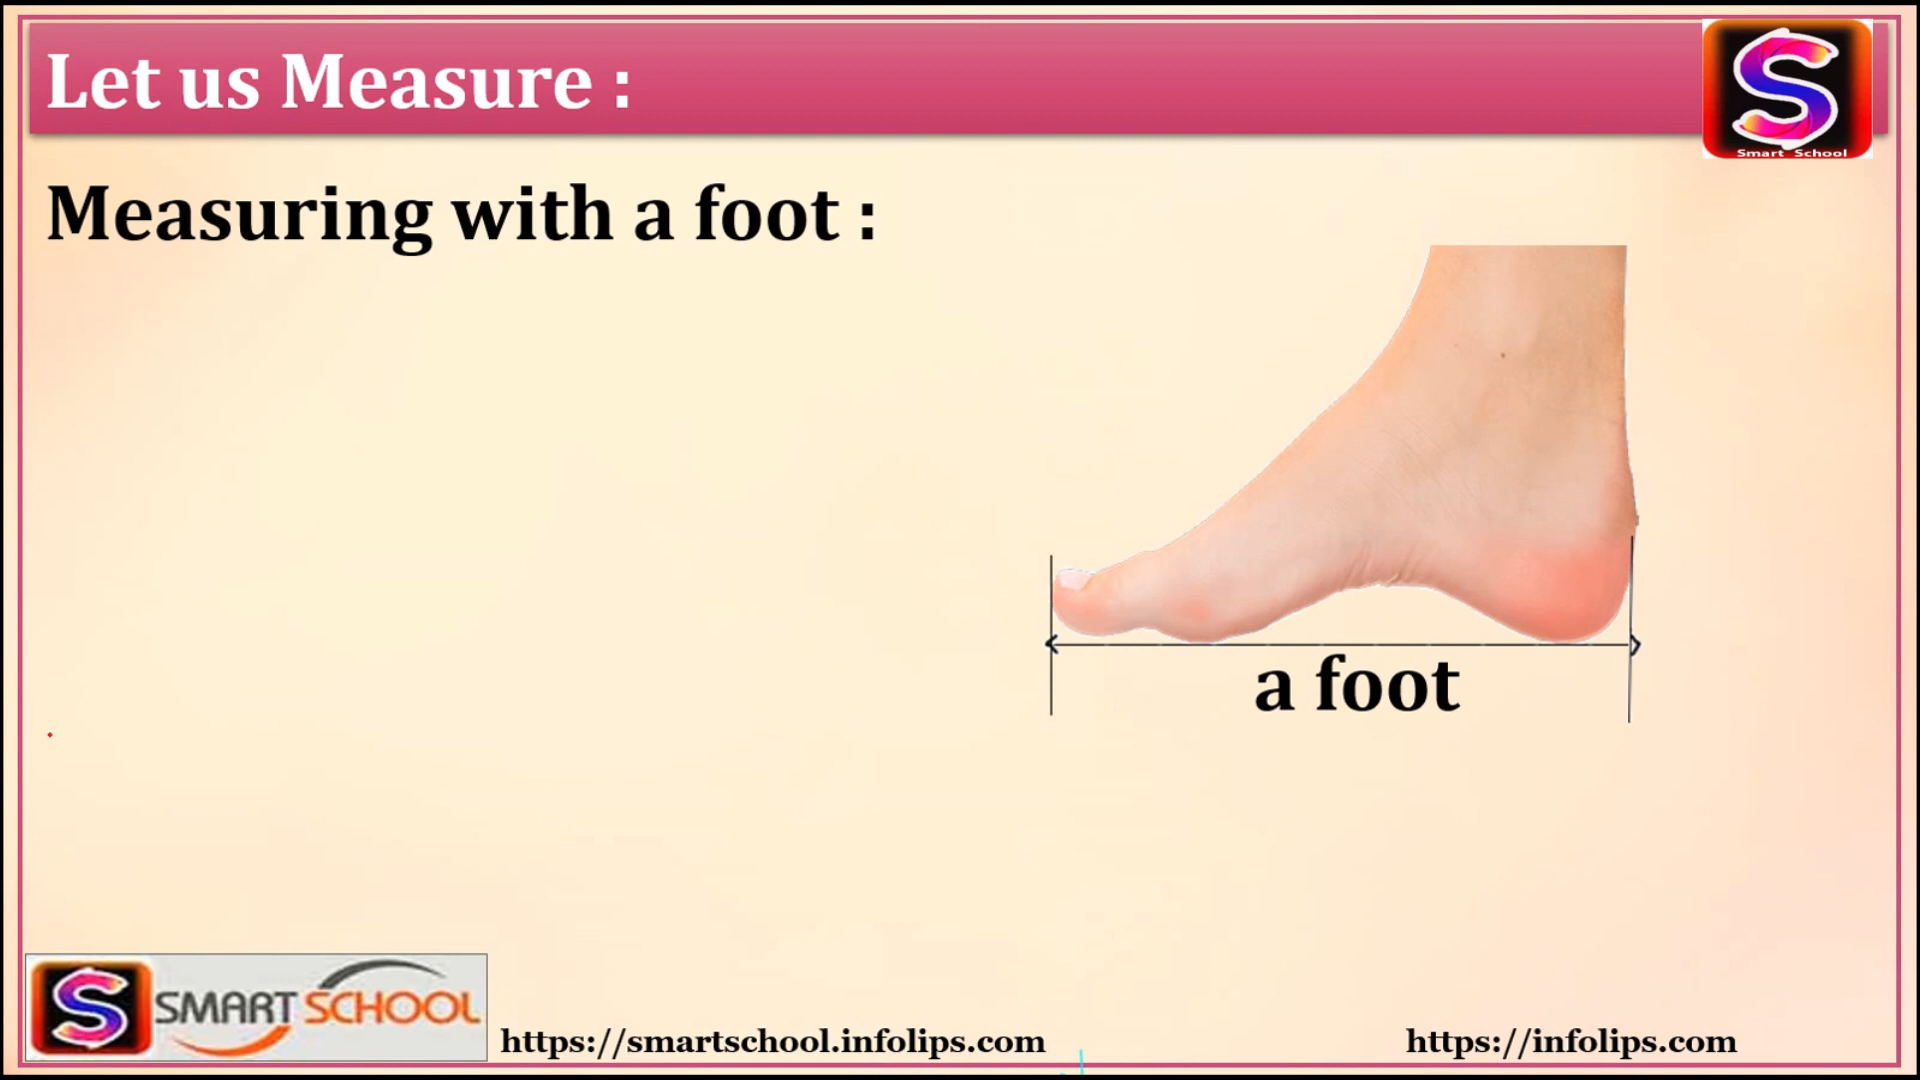 Let us Measure :
S
Smart School
Measuring with a foot :
a foot
S SMART SCHOOL
https://smartschool.infolips.com
https://infolips.com